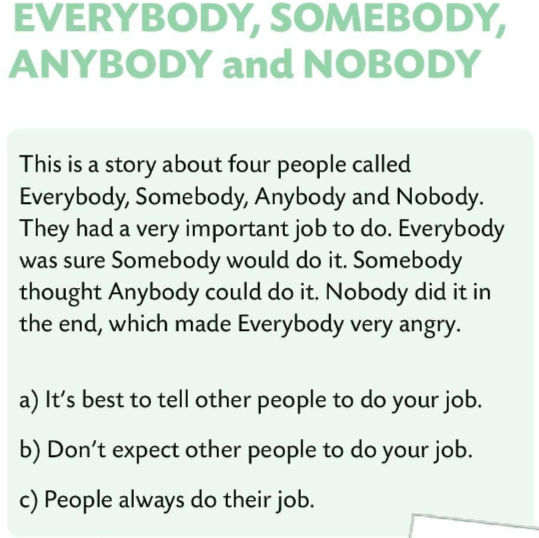 EVERYBODY, SOMEBODY,
ANYBODY and NOBODY
This is a story about four people called
Everybody, Somebody, Anybody and Nobody.
They had a very important job to do. Everybody
was sure Somebody would do it. Somebody
thought Anybody could do it. Nobody did it in
the end, which made Everybody very angry.
a) It’s best to tell other people to do your job.
b) Don’t expect other people to do your job.
c) People always do their job.